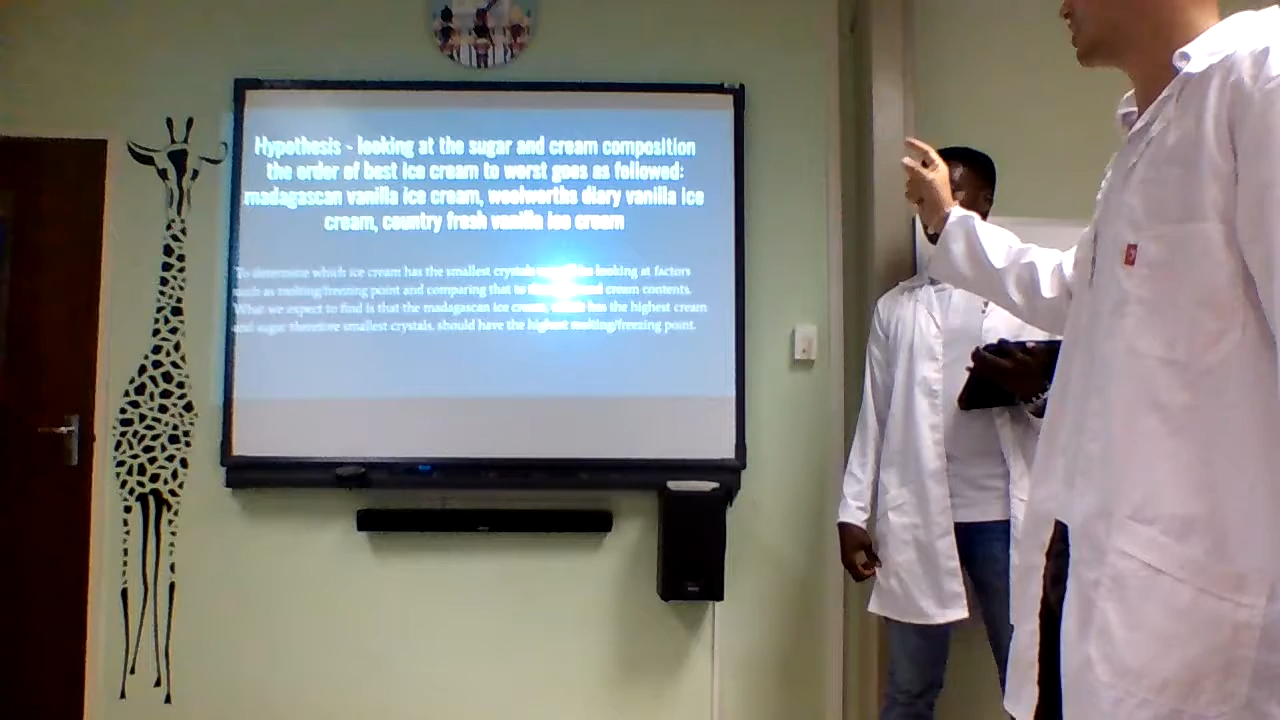 Hypothesis - looking at the sugar and cream composition
the order of best ice cream to worst goes as followed:
madagascan vanilla ice cream, woolworths diary vanilla ice
cream, country fresh vanilla ice cream
To determine which ice cream has the smallest crystals looking at factors
such as melting/freezing point and comparing that to cream contents.
What we expect to find is that the madagascan ice cream, has the highest cream
and sugar therefore smallest crystals, should have the highest melting/freezing point.